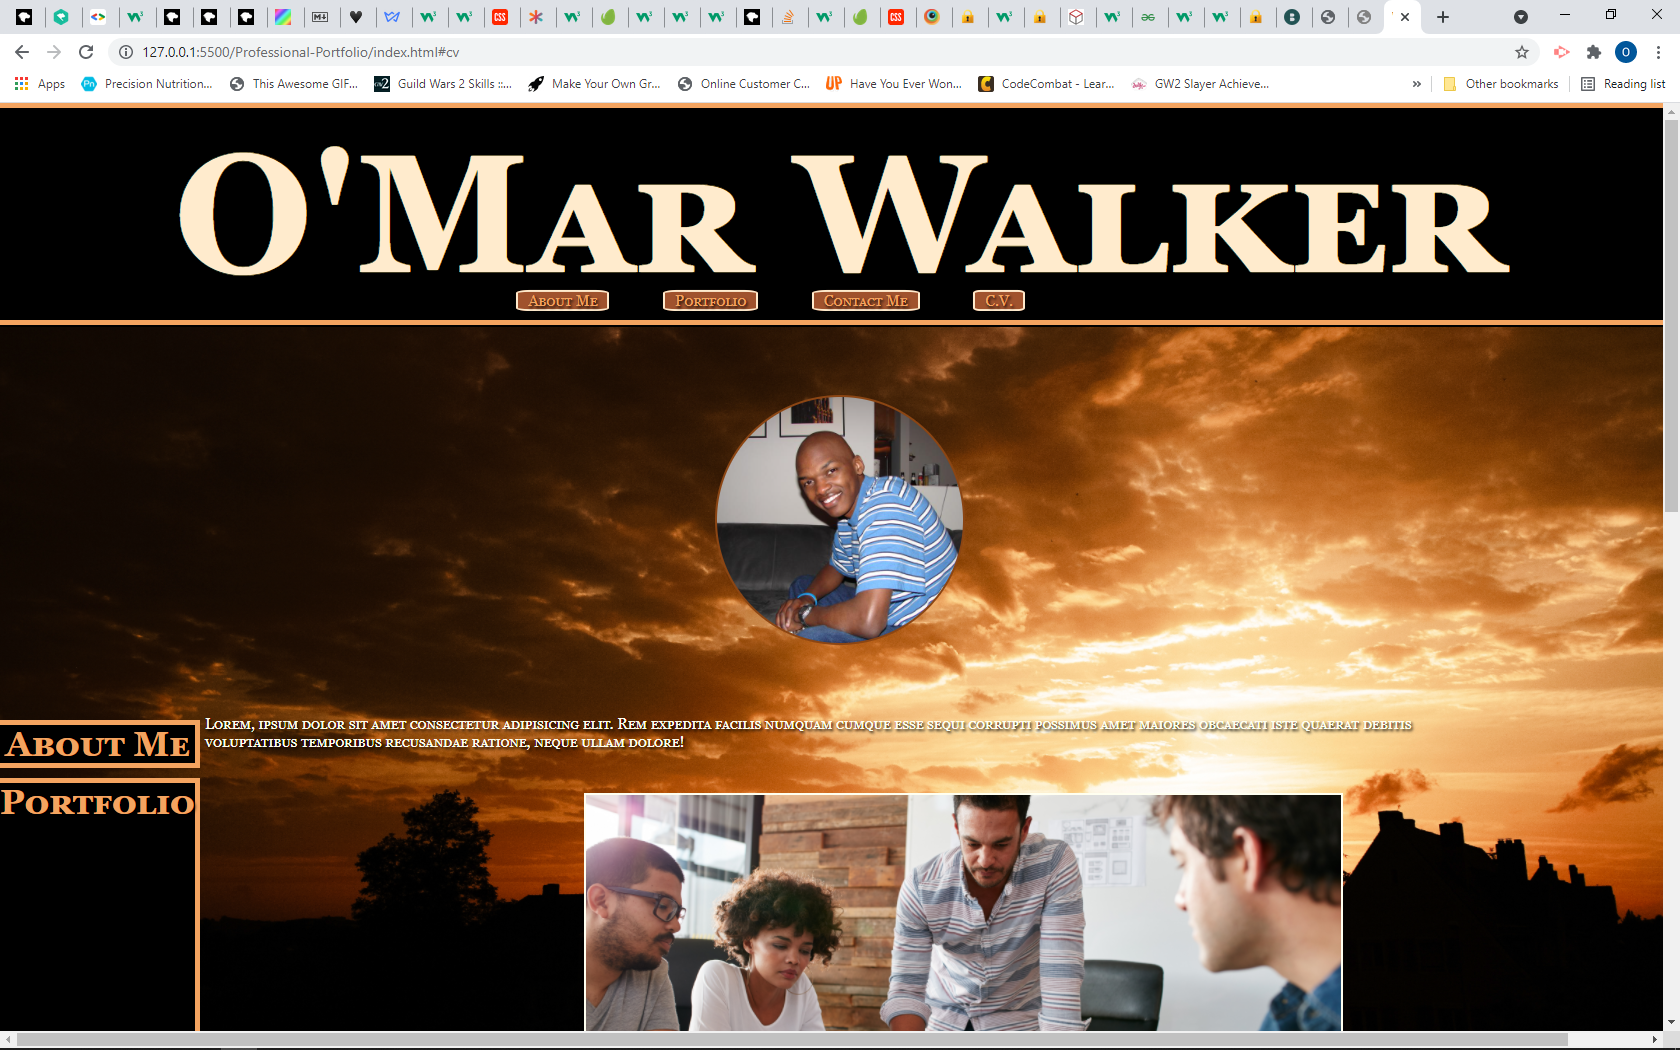 127.0.0.1:5500/Professional-Portfolio/index.html#cv
O
Apps Precision Nutrition... This Awesome GIF... Guild Wars 2 Skills ::... Make Your Own Gr... Online Customer C... UP Have You Ever Won... CodeCombat - Lear... GW2 Slayer Achieve... » Other bookmarks Reading list
O'Mar Walker
About Me Portfolio Contact Me C.V.
About Me
Lorem, ipsum dolor sit amet consectetur adipisicing elit. Rem expedita facilis numquam cumque esse sequi corrupti possimus amet maiores obcaecati iste quaerat debitis
voluptatibus temporibus recusandae ratione, neque ullam dolore!
Portfolio